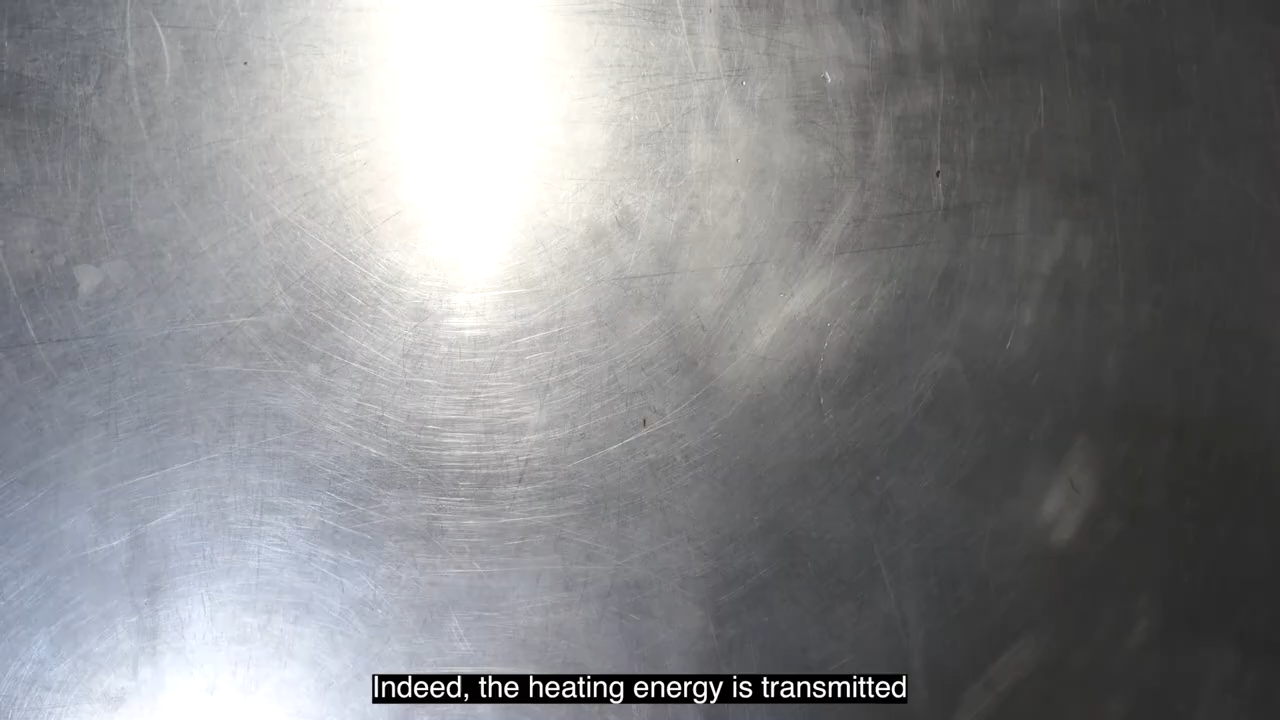 Indeed, the heating energy is transmitted